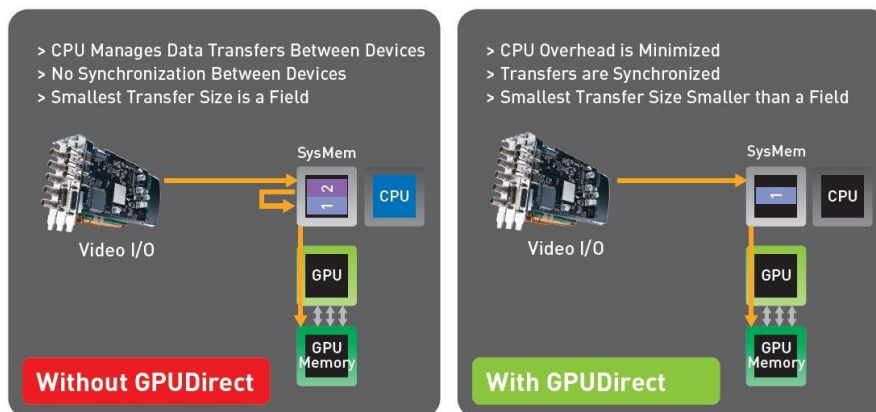 > CPU Manages Data Transfers Between Devices
> No Synchronization Between Devices
> Smallest Transfer Size is a Field
SysMem
1 2
CPU
Video I/O
GPU
GPU
Memory
Without GPUDirect
> CPU Overhead is Minimized
> Transfers are Synchronized
> Smallest Transfer Size Smaller than a Field
SysMem
1
CPU
Video I/O
GPU
GPU
Memory
With GPUDirect